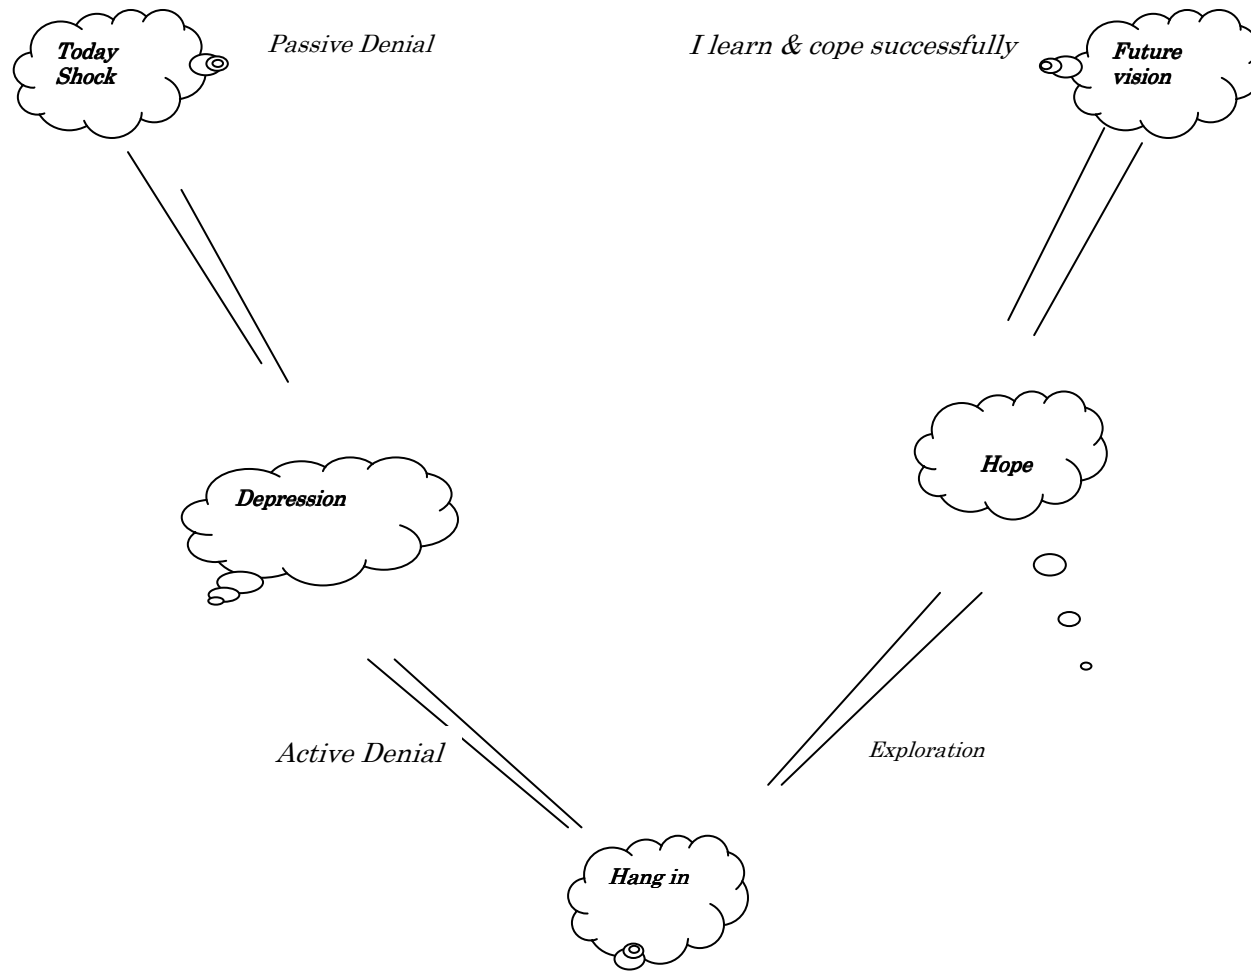 Today
Shock
Passive Denial
I learn & cope successfully
Future
vision
Depression
Hope
Active Denial
Exploration
Hang in